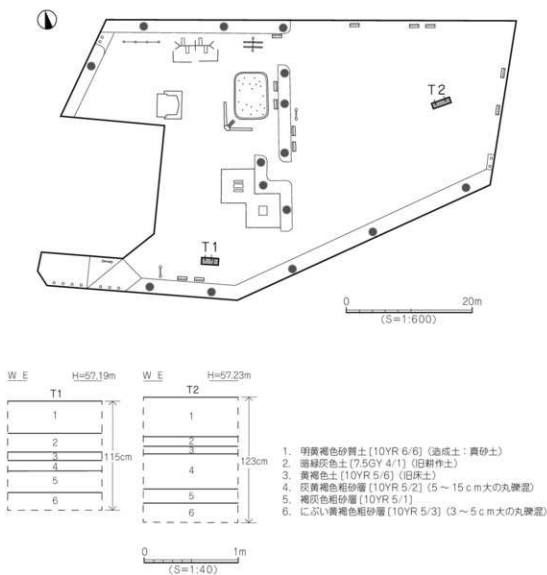 T2
T1
0 20m
(S=1:600)
W E H=57.19m
T1
1
2
3
4
5
6
115cm
W E H=57.23m
T2
1
2
3
4
5
6
123cm
0 1m
(S=1:40)
1. 明黄褐色砂質土[10YR 6/6](造成土:真砂土)
2. 暗緑灰色土[7.5GY 4/1](旧耕作土)
3. 黄褐色土[10YR 5/6](旧床土)
4. 灰黄褐色粗砂層[10YR 5/2](5~15cm大の丸礫混)
5. 褐灰色粗砂層[10YR 5/1]
6. にぶい黄褐色粗砂層[10YR 5/3](3~5cm大の丸礫混)